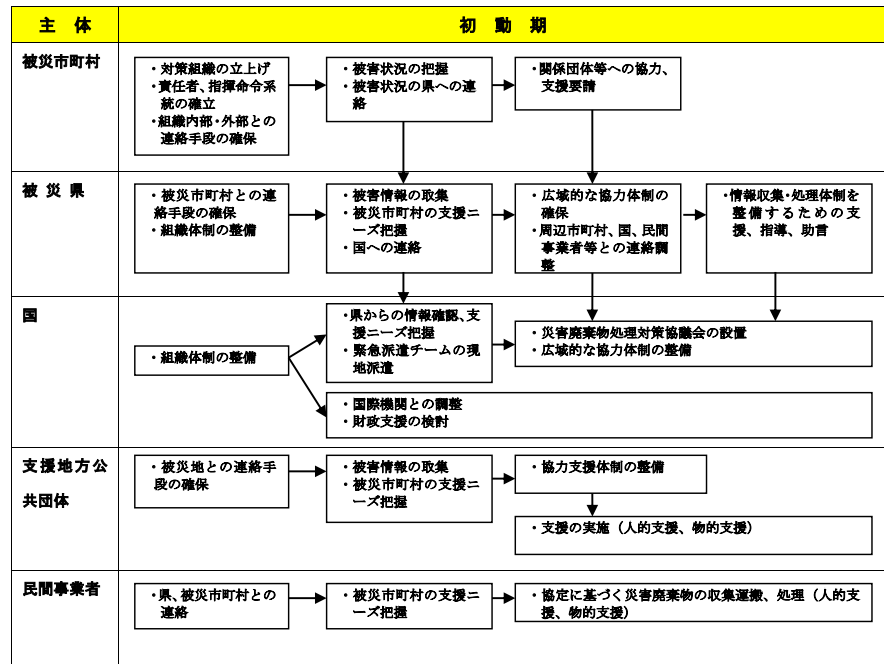 主 体
初 動 期
被災市町村
・対策組織の立上げ
・責任者、指揮命令系
統の確立
・組織内部・外部との
連絡手段の確保
・被害状況の把握
・被害状況の県への連
絡
・関係団体等への協力、
支援要請
被 災 県
・被災市町村との連
絡手段の確保
・組織体制の整備
・被害情報の取集
・被災市町村の支援ニ
ーズ把握
・国への連絡
・広域的な協力体制の
確保
・周辺市町村、国、民間
事業者等との連絡調
整
・情報収集・処理体制を
整備するための支
援、指導、助言
国
・組織体制の整備
・県からの情報確認、支
援ニーズ把握
・緊急派遣チームの現
地派遣
・災害廃棄物処理対策協議会の設置
・広域的な協力体制の整備
・国際機関との調整
・財政支援の検討
支援地方公
共団体
・被災地との連絡手
段の確保
・被害情報の取集
・被災市町村の支援ニ
ーズ把握
・協力支援体制の整備
・支援の実施（人的支援、物的支援）
民間事業者
・県、被災市町村との
連絡
・被災市町村の支援ニ
ーズ把握
・協定に基づく災害廃棄物の収集運搬、処理（人的支
援、物的支援）